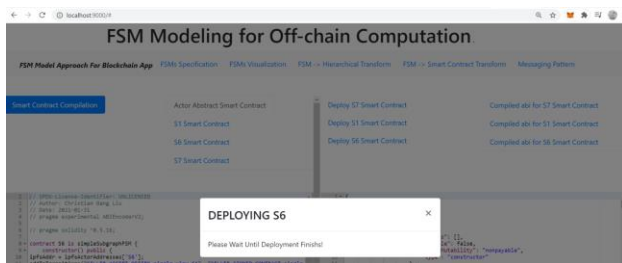 localhost:9000/#
FSM Modeling for Off-chain Computation
FSM Model Approach For Blockchain App FSMs Specification FSMs Visualization FSM -> Hierarchical Transform FSM -> Smart Contract Transform Messaging Pattern
Smart Contract Compilation
Actor Abstract Smart Contract
S1 Smart Contract
S6 Smart Contract
S7 Smart Contract
Deploy S7 Smart Contract
Deploy S1 Smart Contract
Deploy S6 Smart Contract
Compiled abi for S7 Smart Contract
Compiled abi for S1 Smart Contract
Compiled abi for S6 Smart Contract
// SPDX-License-Identifier: UNLICENSED
// Author: Christian Gang Liu
// pragma experimental ABIEncoderV2;
// pragma solidity ^0.5.16;
contract S6 is simpleSubgraphFSM {
constructor() public {
DEPLOYING S6 ×
Please Wait Until Deployment Finishs!
: [],
: false,
"nonpayable",
"constructor"